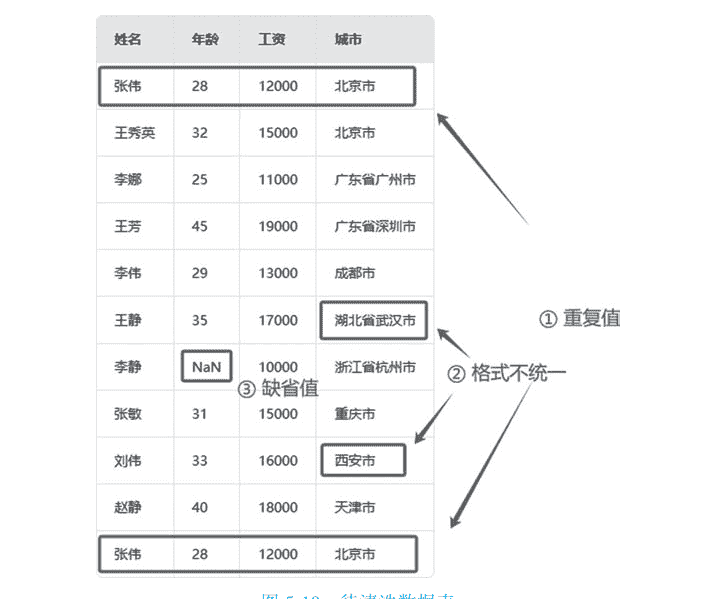 姓名 年龄 工资 城市
张伟 28 12000 北京市
王秀英 32 15000 北京市
李娜 25 11000 广东省广州市
王芳 45 19000 广东省深圳市
李伟 29 13000 成都市
王静 35 17000 湖北省武汉市
① 重复值
李静 NaN 10000 浙江省杭州市
② 格式不统一
③ 缺省值
张敏 31 15000 重庆市
刘伟 33 16000 西安市
赵静 40 18000 天津市
张伟 28 12000 北京市